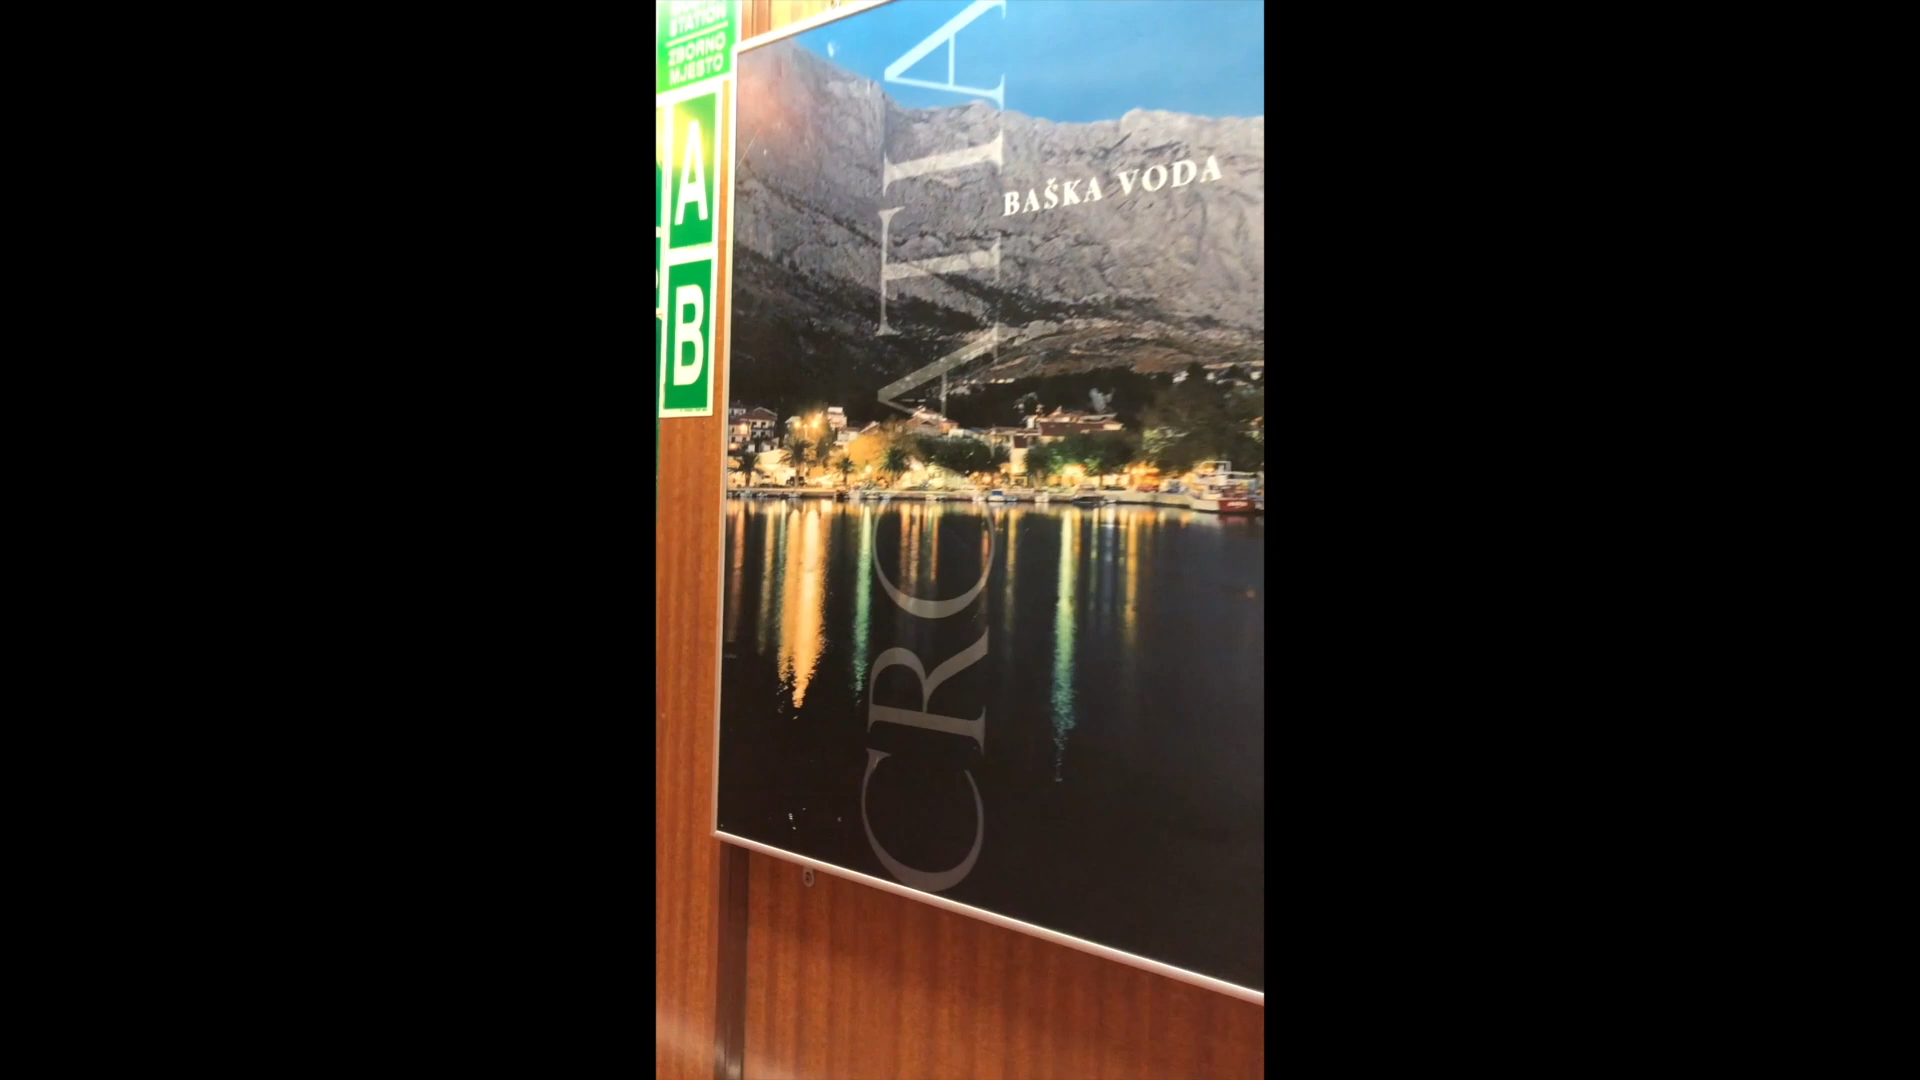 STATION
ZBORNO
MJESTO
A
B
BAŠKA VODA
CROATIA